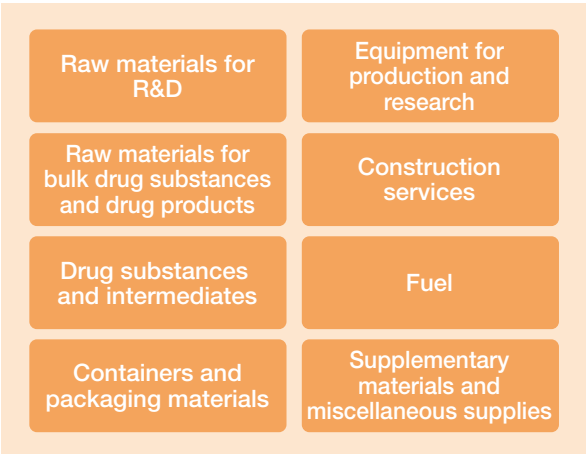 Raw materials for
R&D
Equipment for
production and
research
Raw materials for
bulk drug substances
and drug products
Construction
services
Drug substances
and intermediates
Fuel
Containers and
packaging materials
Supplementary
materials and
miscellaneous supplies